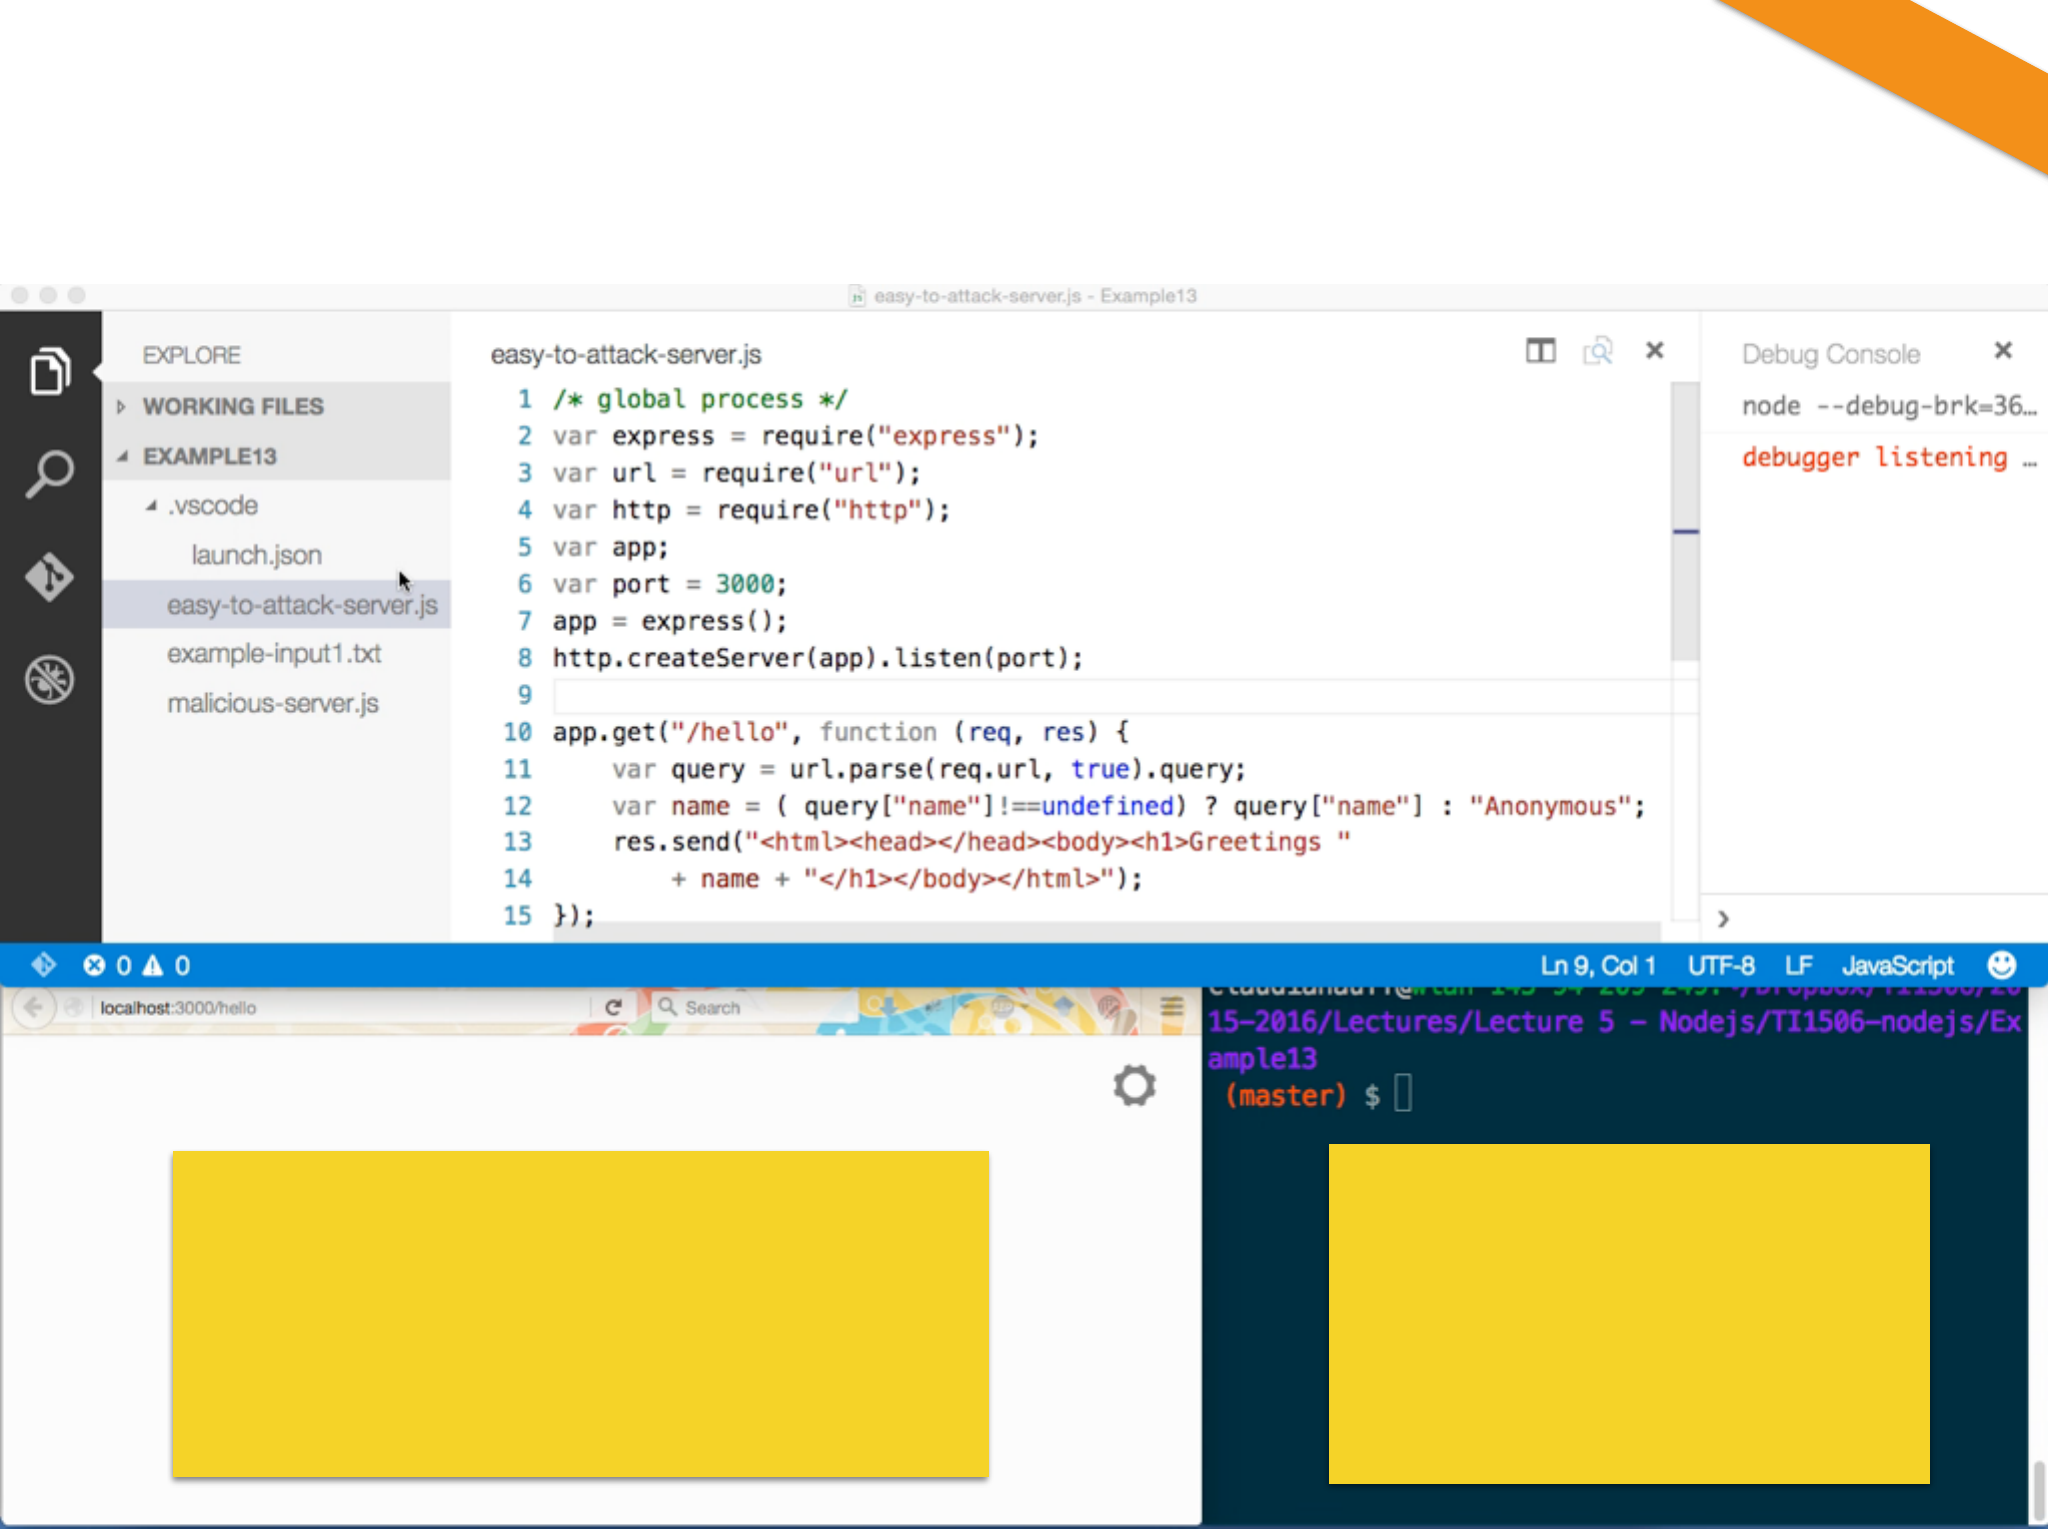 easy-to-attack-server.js - Example13
EXPLORE
WORKING FILES
EXAMPLE13
.vscode
launch.json
easy-to-attack-server.js
example-input1.txt
malicious-server.js
easy-to-attack-server.js
1 /* global process */
2 var express = require("express");
3 var url = require("url");
4 var http = require("http");
5 var app;
6 var port = 3000;
7 app = express();
8 http.createServer(app).listen(port);
9
10 app.get("/hello", function (req, res) {
11 var query = url.parse(req.url, true).query;
12 var name = ( query["name"]!==undefined) ? query["name"] : "Anonymous";
13 res.send("<html><head></head><body><h1>Greetings "
14 + name + "</h1></body></html>");
15 });
Debug Console
node --debug-brk=36…
debugger listening …
0 0
Ln 9, Col 1 UTF-8 LF JavaScript
localhost:3000/hello
Search
15-2016/Lectures/Lecture 5 - Nodejs/TI1506-nodejs/Ex
ample13
(master) $